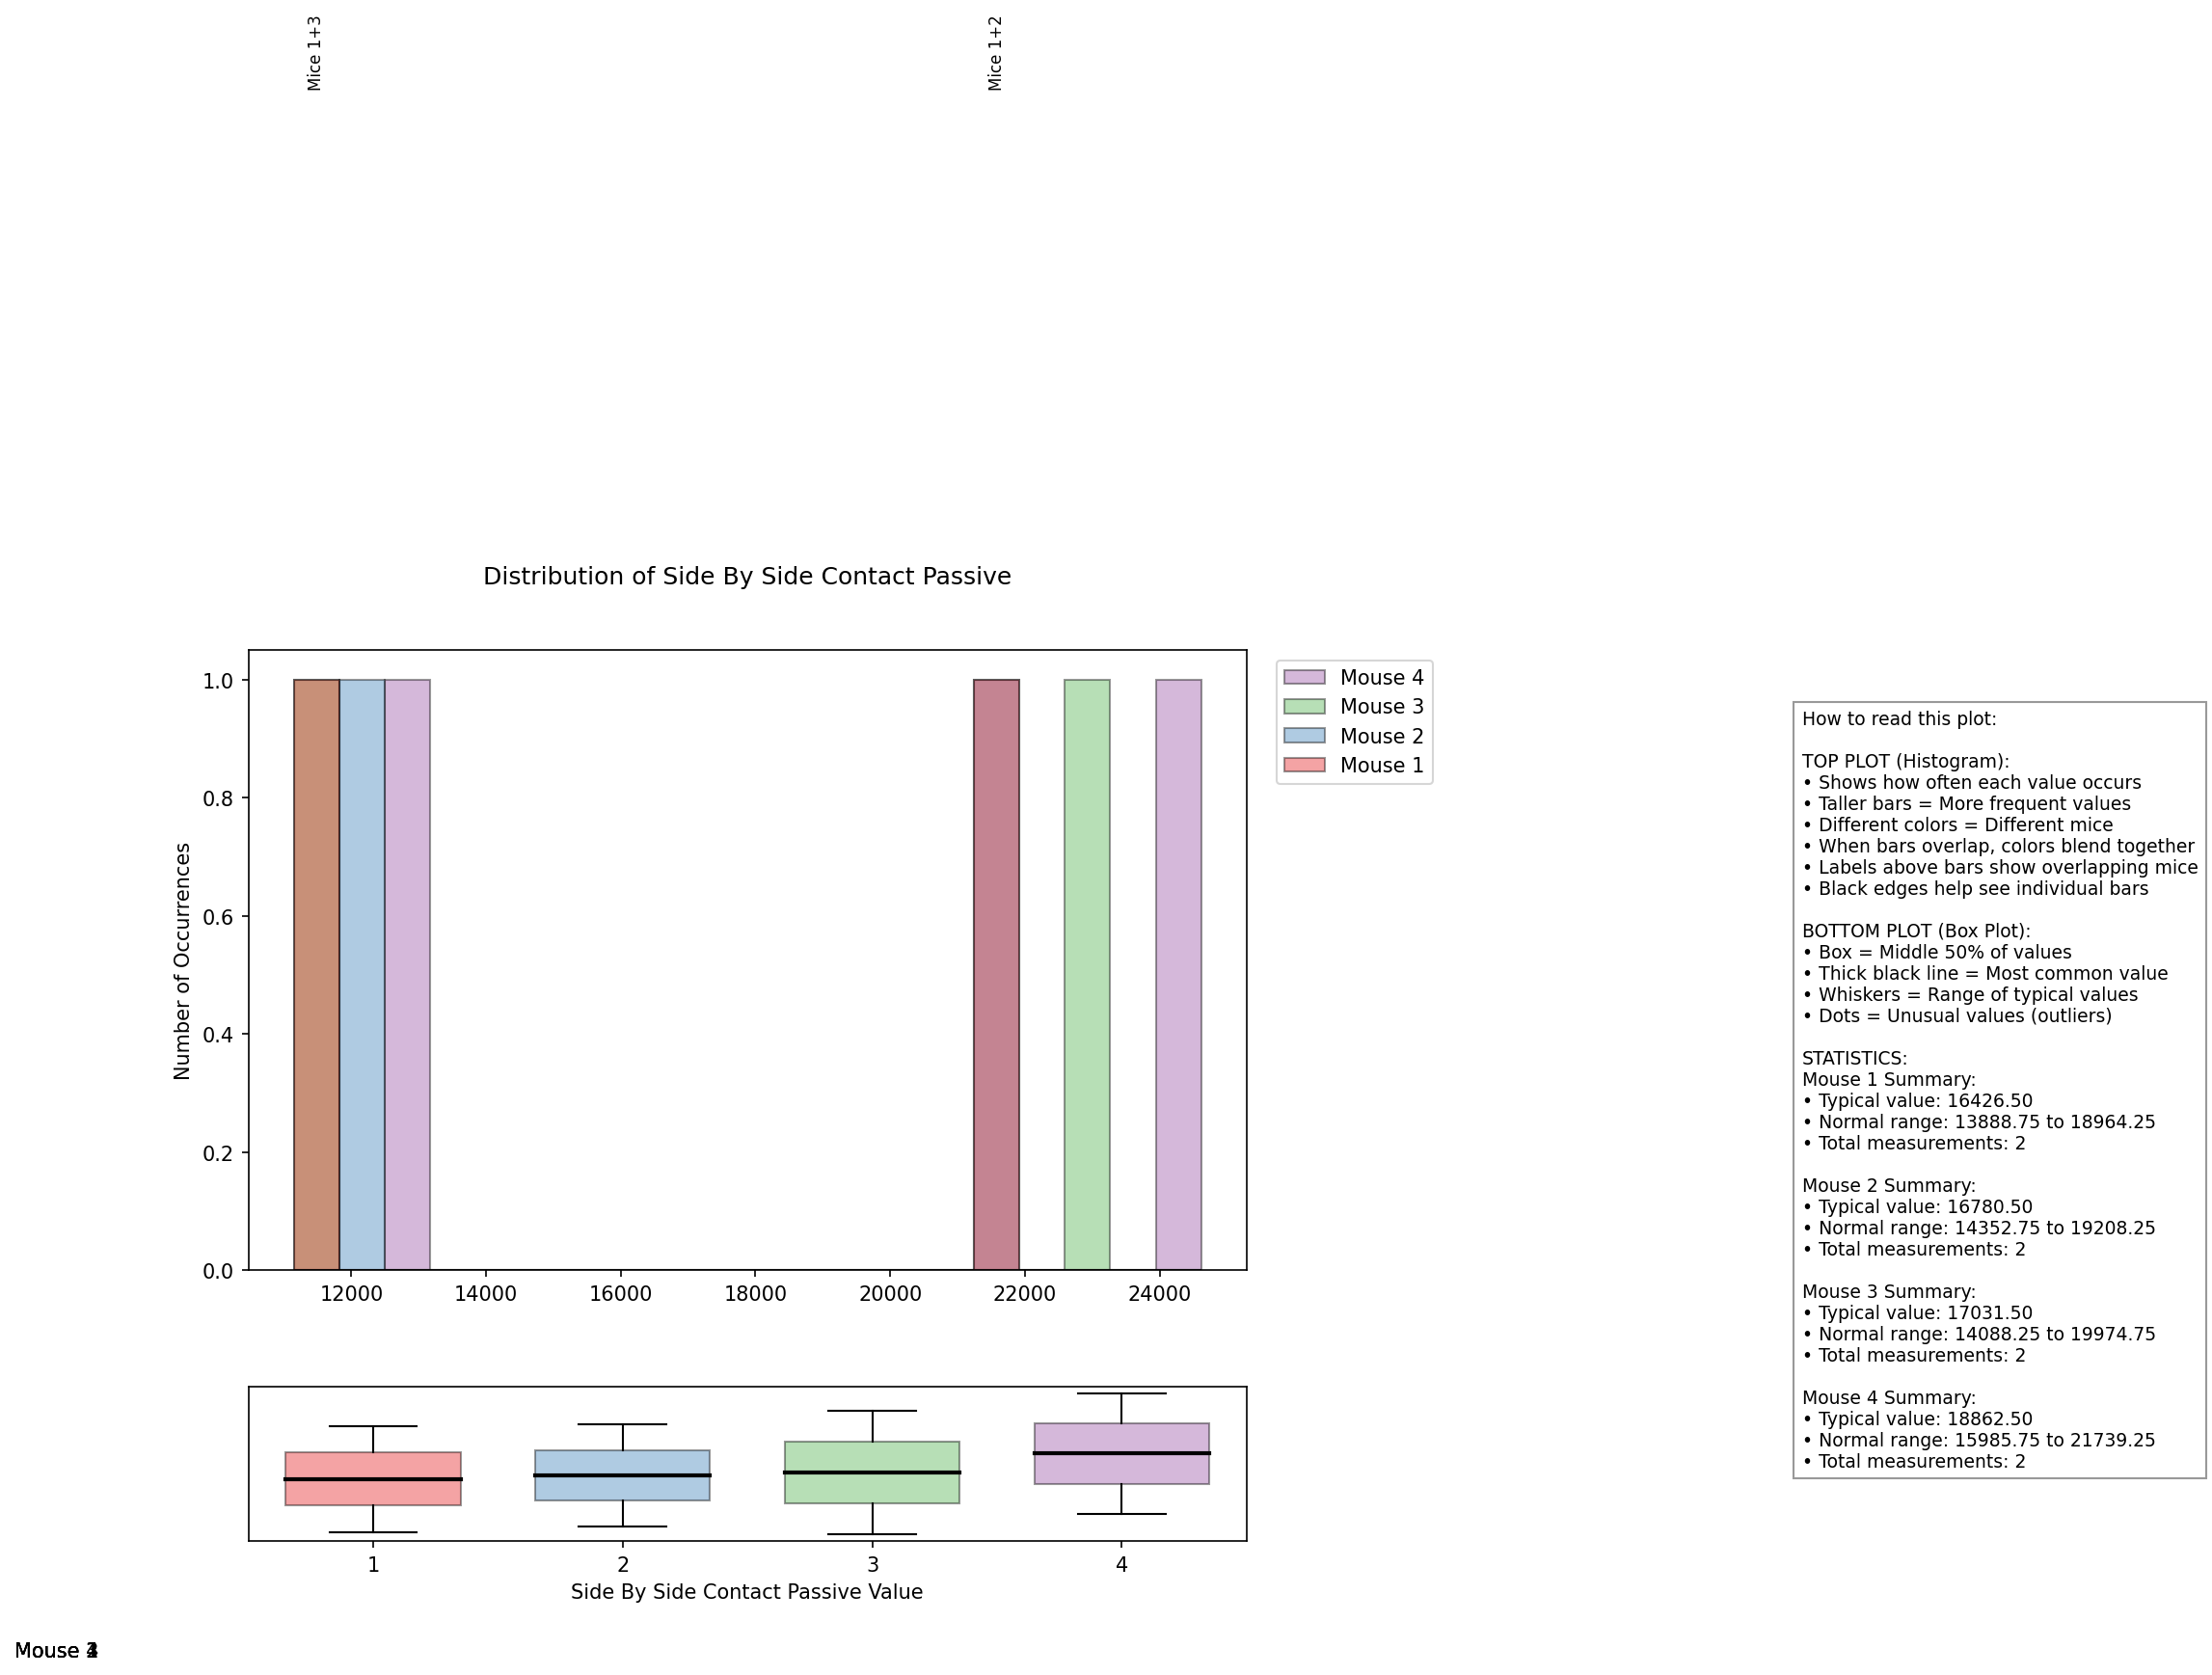 Mice 1+3
Mice 1+2
Distribution of Side By Side Contact Passive
Number of Occurrences
1.0
0.8
0.6
0.4
0.2
0.0
12000
14000
16000
18000
20000
22000
24000
Mouse 4
Mouse 3
Mouse 2
Mouse 1
1
2
3
4
Side By Side Contact Passive Value
Mouse
How to read this plot:
TOP PLOT (Histogram):
• Shows how often each value occurs
• Taller bars = More frequent values
• Different colors = Different mice
• When bars overlap, colors blend together
• Labels above bars show overlapping mice
• Black edges help see individual bars
BOTTOM PLOT (Box Plot):
• Box = Middle 50% of values
• Thick black line = Most common value
• Whiskers = Range of typical values
• Dots = Unusual values (outliers)
STATISTICS:
Mouse 1 Summary:
• Typical value: 16426.50
• Normal range: 13888.75 to 18964.25
• Total measurements: 2
Mouse 2 Summary:
• Typical value: 16780.50
• Normal range: 14352.75 to 19208.25
• Total measurements: 2
Mouse 3 Summary:
• Typical value: 17031.50
• Normal range: 14088.25 to 19974.75
• Total measurements: 2
Mouse 4 Summary:
• Typical value: 18862.50
• Normal range: 15985.75 to 21739.25
• Total measurements: 2